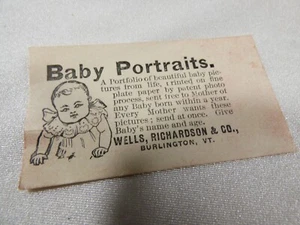 Baby Portraits.
A Portfolio of beautiful baby pic-
tures from life, printed on fine
plate paper by patent photo
process, sent free to Mother of
any Baby born within a year.
Every Mother wants these
pictures; send at once. Give
Baby's name and age.
WELLS, RICHARDSON & CO.,
BURLINGTON, VT.